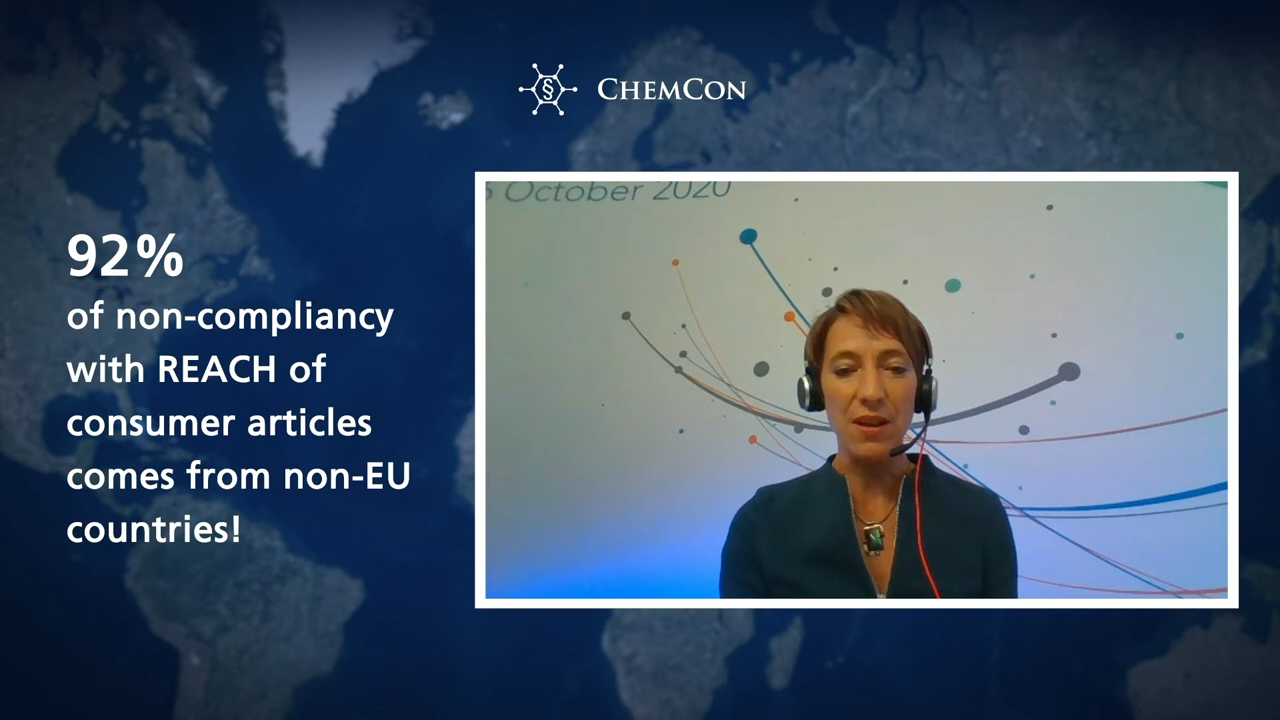 CHEMCON
92%
of non-compliancy
with REACH of
consumer articles
comes from non-EU
countries!
October 2020